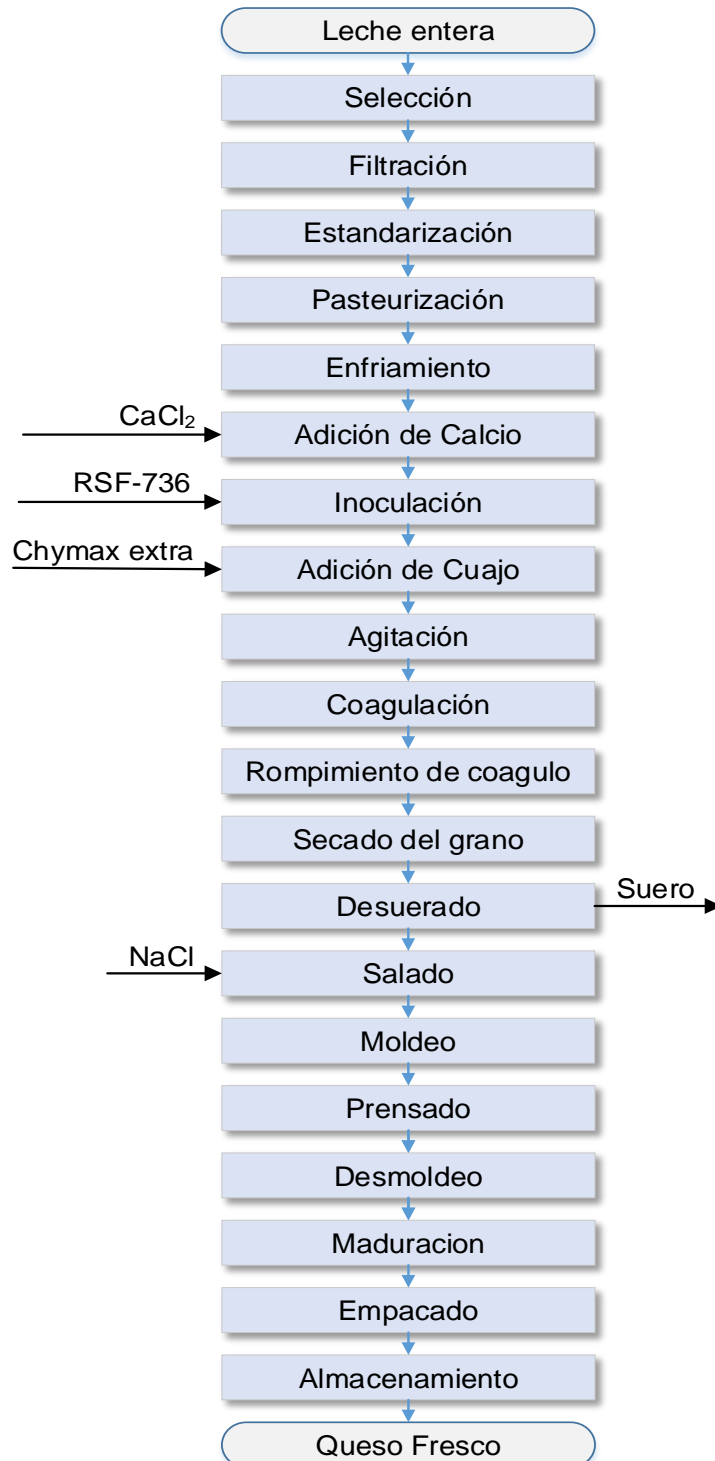 Leche entera
Selección
Filtración
Estandarización
Pasteurización
Enfriamiento
CaCl₂
Adición de Calcio
RSF-736
Inoculación
Chymax extra
Adición de Cuajo
Agitación
Coagulación
Rompimiento de coagulo
Secado del grano
Desuerado
Suero
NaCl
Salado
Moldeo
Prensado
Desmoldeo
Maduracion
Empacado
Almacenamiento
Queso Fresco